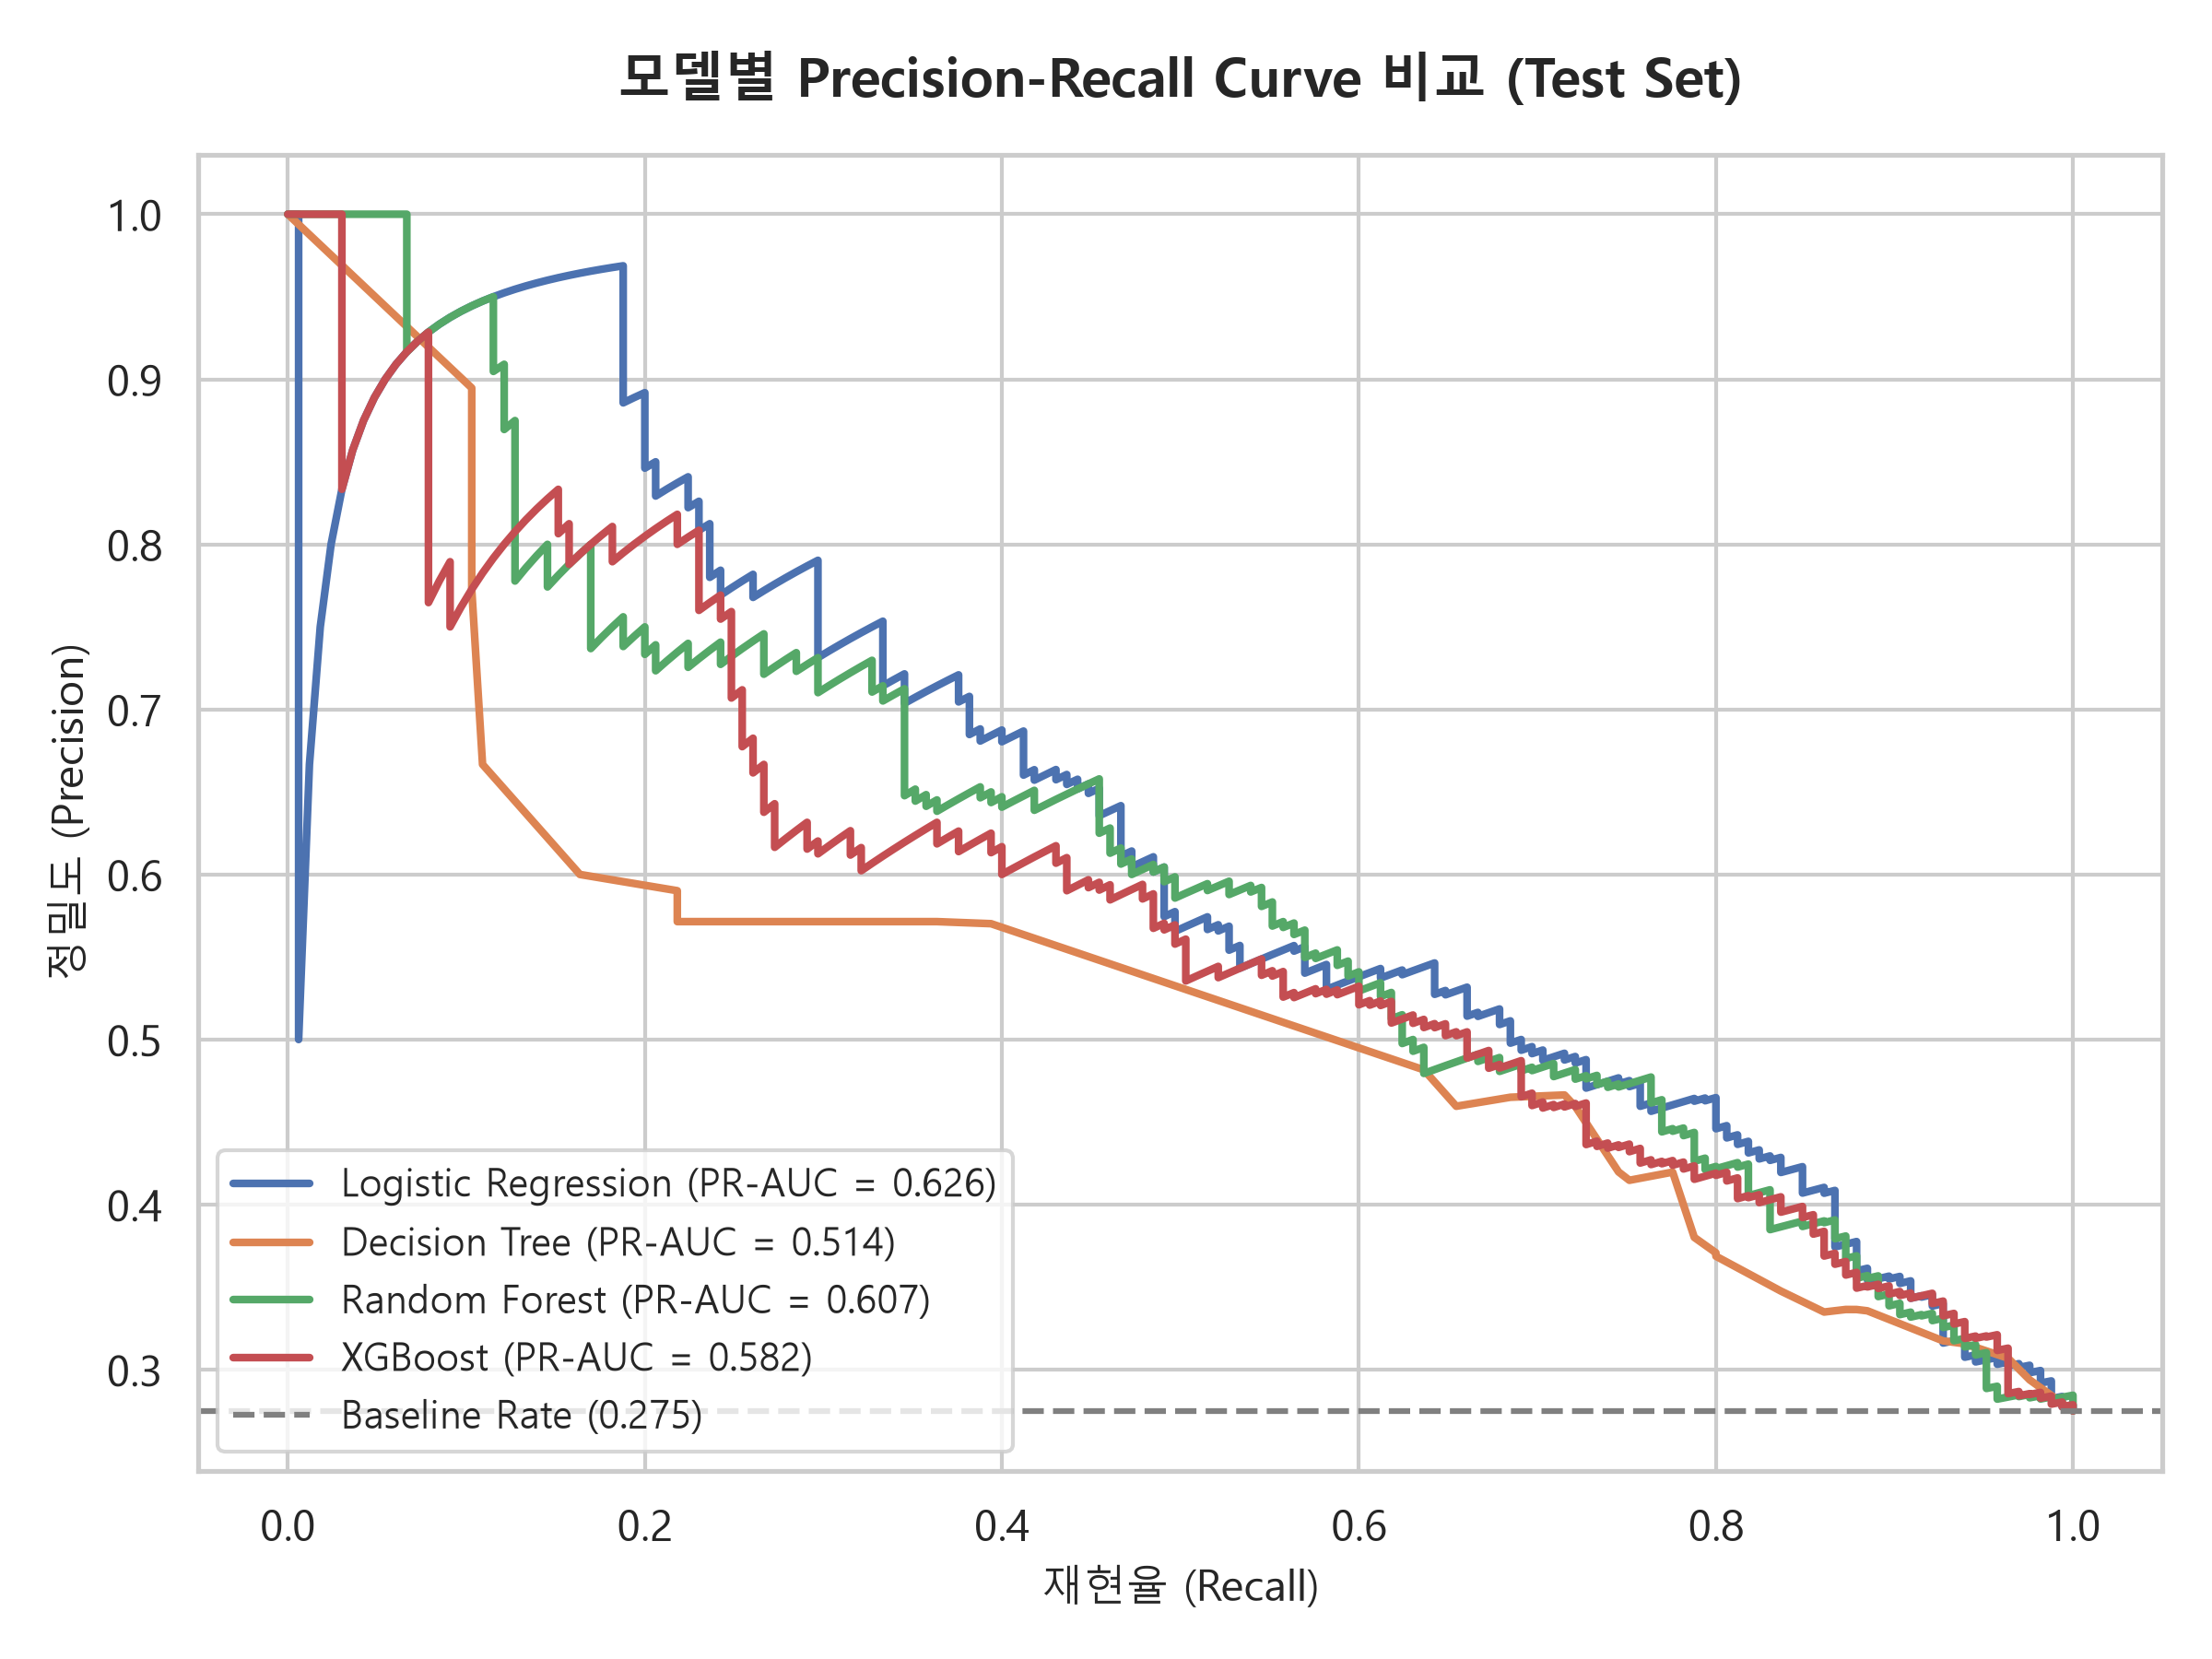 모델별 Precision-Recall Curve 비교 (Test Set)
정밀도 (Precision)
1.0
0.9
0.8
0.7
0.6
0.5
0.4
0.3
Logistic Regression (PR-AUC = 0.626)
Decision Tree (PR-AUC = 0.514)
Random Forest (PR-AUC = 0.607)
XGBoost (PR-AUC = 0.582)
Baseline Rate (0.275)
0.0 0.2 0.4 0.6 0.8 1.0
재현율 (Recall)